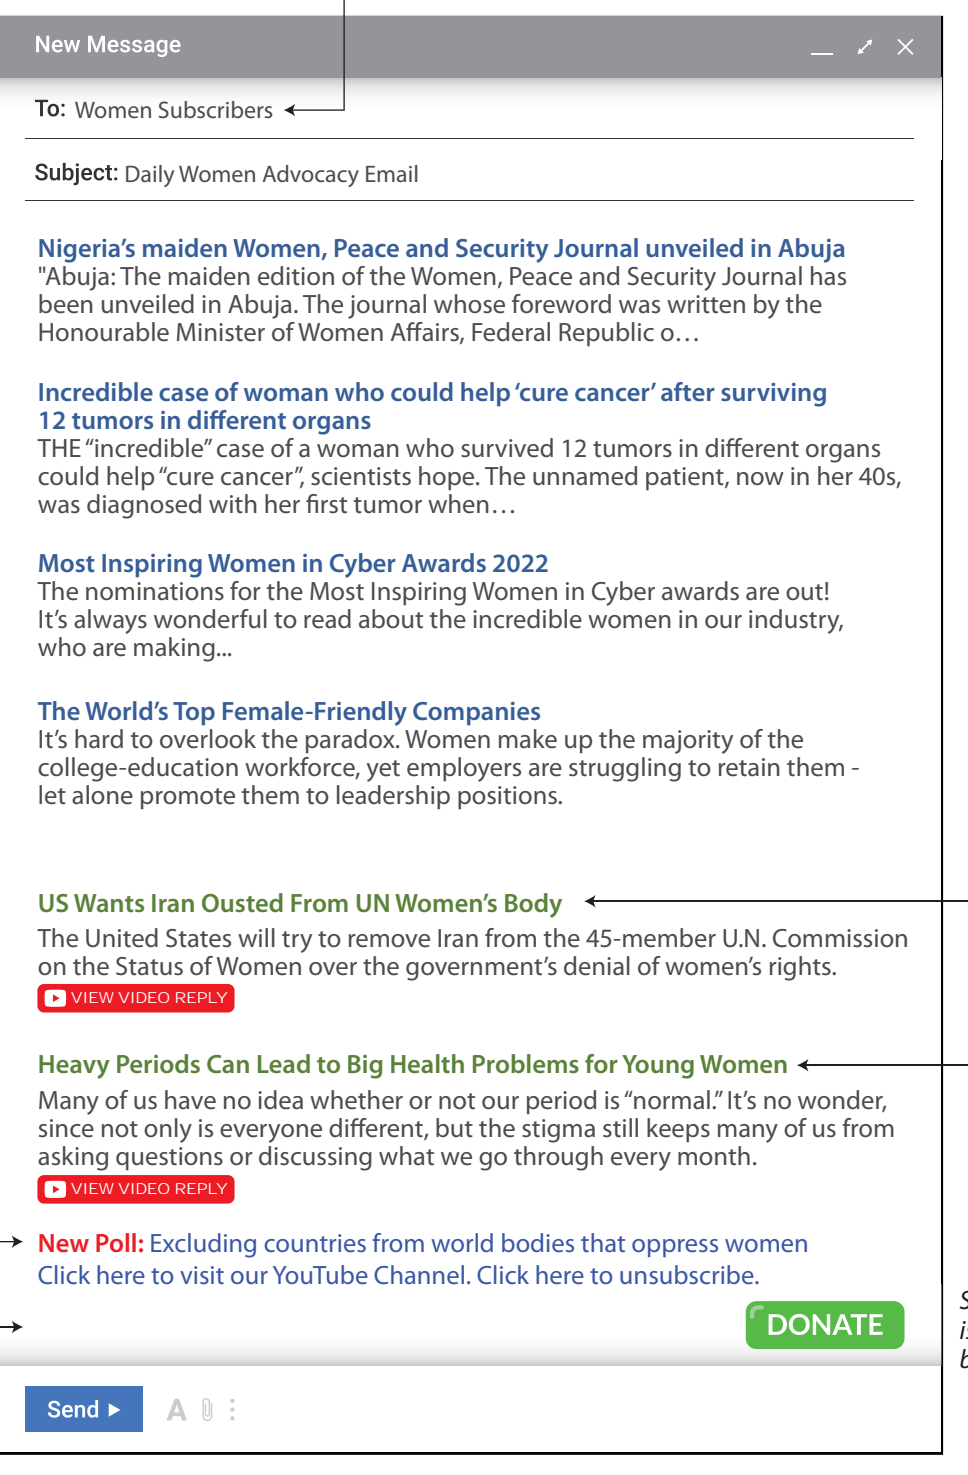 New Message
To: Women Subscribers
Subject: Daily Women Advocacy Email
Nigeria's maiden Women, Peace and Security Journal unveiled in Abuja
"Abuja: The maiden edition of the Women, Peace and Security Journal has
been unveiled in Abuja. The journal whose foreword was written by the
Honourable Minister of Women Affairs, Federal Republic o…
Incredible case of woman who could help 'cure cancer' after surviving
12 tumors in different organs
THE “incredible” case of a woman who survived 12 tumors in different organs
could help “cure cancer”, scientists hope. The unnamed patient, now in her 40s,
was diagnosed with her first tumor when…
Most Inspiring Women in Cyber Awards 2022
The nominations for the Most Inspiring Women in Cyber awards are out!
It’s always wonderful to read about the incredible women in our industry,
who are making...
The World’s Top Female-Friendly Companies
It’s hard to overlook the paradox. Women make up the majority of the
college-education workforce, yet employers are struggling to retain them -
let alone promote them to leadership positions.
US Wants Iran Ousted From UN Women’s Body
The United States will try to remove Iran from the 45-member U.N. Commission
on the Status of Women over the government’s denial of women’s rights.
VIEW VIDEO REPLY
Heavy Periods Can Lead to Big Health Problems for Young Women
Many of us have no idea whether or not our period is “normal.” It’s no wonder,
since not only is everyone different, but the stigma still keeps many of us from
asking questions or discussing what we go through every month.
VIEW VIDEO REPLY
New Poll: Excluding countries from world bodies that oppress women
Click here to visit our YouTube Channel. Click here to unsubscribe.
DONATE
Send
A